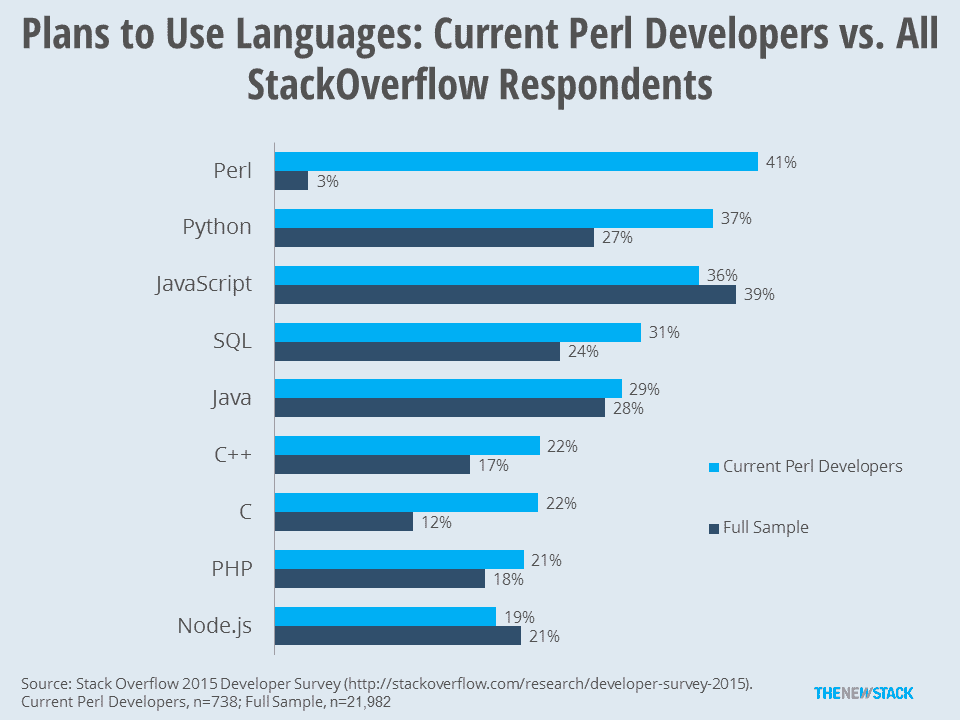 Plans to Use Languages: Current Perl Developers vs. All
StackOverflow Respondents
Perl
41%
3%
Python
37%
27%
JavaScript
36%
39%
SQL
31%
24%
Java
29%
28%
C++
22%
17%
C
22%
12%
PHP
21%
18%
Node.js
19%
21%
Current Perl Developers
Full Sample
Source: Stack Overflow 2015 Developer Survey (http://stackoverflow.com/research/developer-survey-2015).
Current Perl Developers, n=738; Full Sample, n=21,982
THENEWSTACK